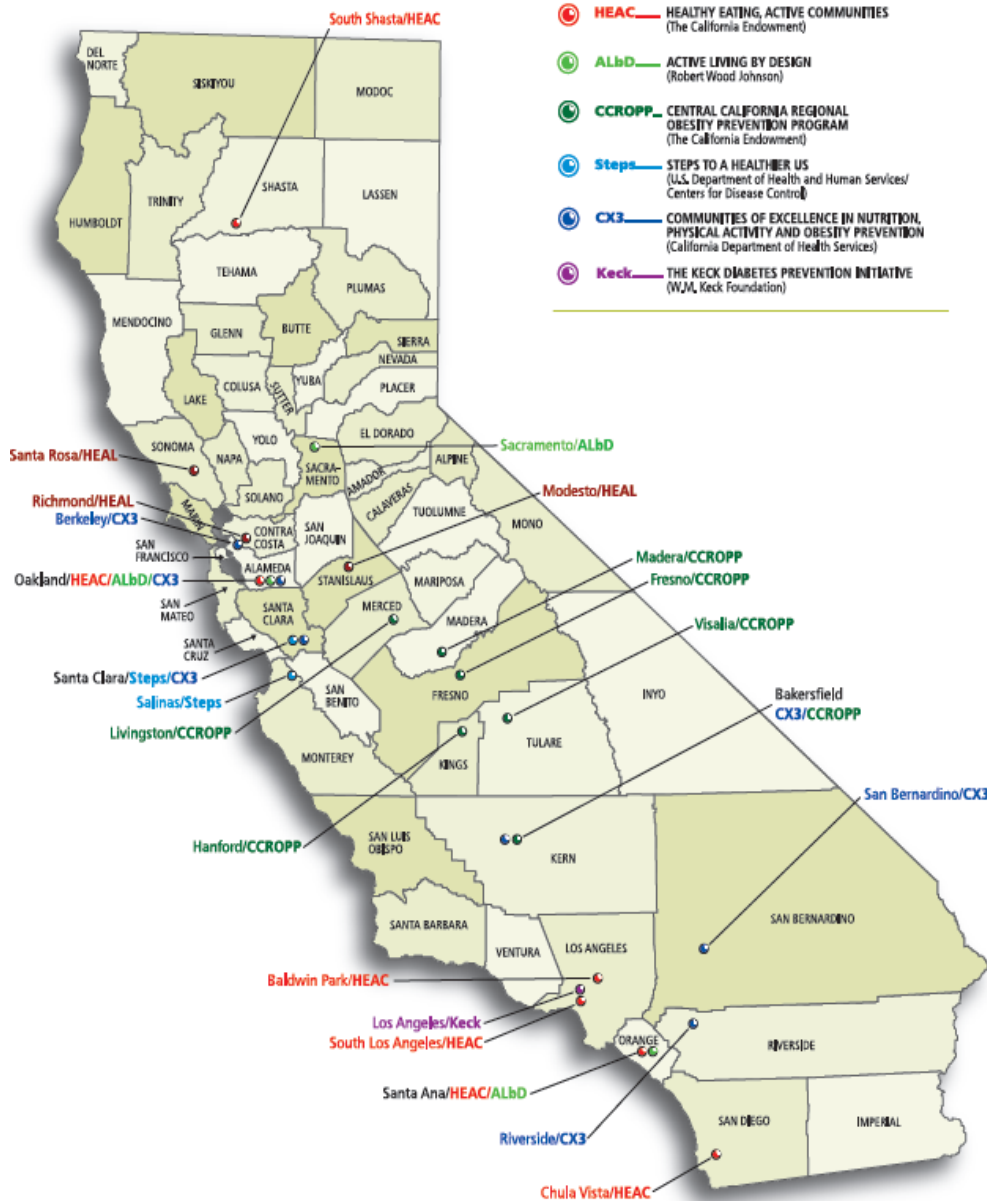 South Shasta/HEAC
HEAC HEALTHY EATING, ACTIVE COMMUNITIES
(The California Endowment)
ALbD ACTIVE LIVING BY DESIGN
(Robert Wood Johnson)
CCROPP CENTRAL CALIFORNIA REGIONAL
OBESITY PREVENTION PROGRAM
(The California Endowment)
Steps STEPS TO A HEALTHIER US
(U.S. Department of Health and Human Services/
Centers for Disease Control)
CX3 COMMUNITIES OF EXCELLENCE IN NUTRITION,
PHYSICAL ACTIVITY AND OBESITY PREVENTION
(California Department of Health Services)
Keck THE KECK DIABETES PREVENTION INITIATIVE
(W.M. Keck Foundation)
DEL
NORTE
SISKIYOU
MODOC
HUMBOLDT
TRINITY
SHASTA
LASSEN
TEHAMA
PLUMAS
MENDOCINO
GLENN
BUTTE
SIERRA
NEVADA
YUBA
PLACER
COLUSA
SUTTER
LAKE
EL DORADO
SONOMA
NAPA
YOLO
SACRA-
MENTO
AMADOR
ALPINE
Sacramento/ALbD
Santa Rosa/HEAL
SOLANO
CALAVERAS
Modesto/HEAL
Richmond/HEAL
MARIN
TUOLUMNE
MONO
Berkeley/CX3
CONTRA
COSTA
SAN
JOAQUIN
SAN
FRANCISCO
ALAMEDA
STANISLAUS
MARIPOSA
Madera/CCROPP
Oakland/HEAC/ALbD/CX3
Fresno/CCROPP
SAN
MATEO
SANTA
CLARA
MERCED
MADERA
Visalia/CCROPP
SANTA
CRUZ
Santa Clara/Steps/CX3
SAN
BENITO
FRESNO
INYO
Bakersfield
CX3/CCROPP
Salinas/Steps
Livingston/CCROPP
TULARE
MONTEREY
KINGS
San Bernardino/CX3
Hanford/CCROPP
SAN LUIS
OBISPO
KERN
SANTA BARBARA
VENTURA
LOS ANGELES
SAN BERNARDINO
Baldwin Park/HEAC
Los Angeles/Keck
South Los Angeles/HEAC
ORANGE
RIVERSIDE
Santa Ana/HEAC/ALbD
SAN DIEGO
IMPERIAL
Riverside/CX3
Chula Vista/HEAC